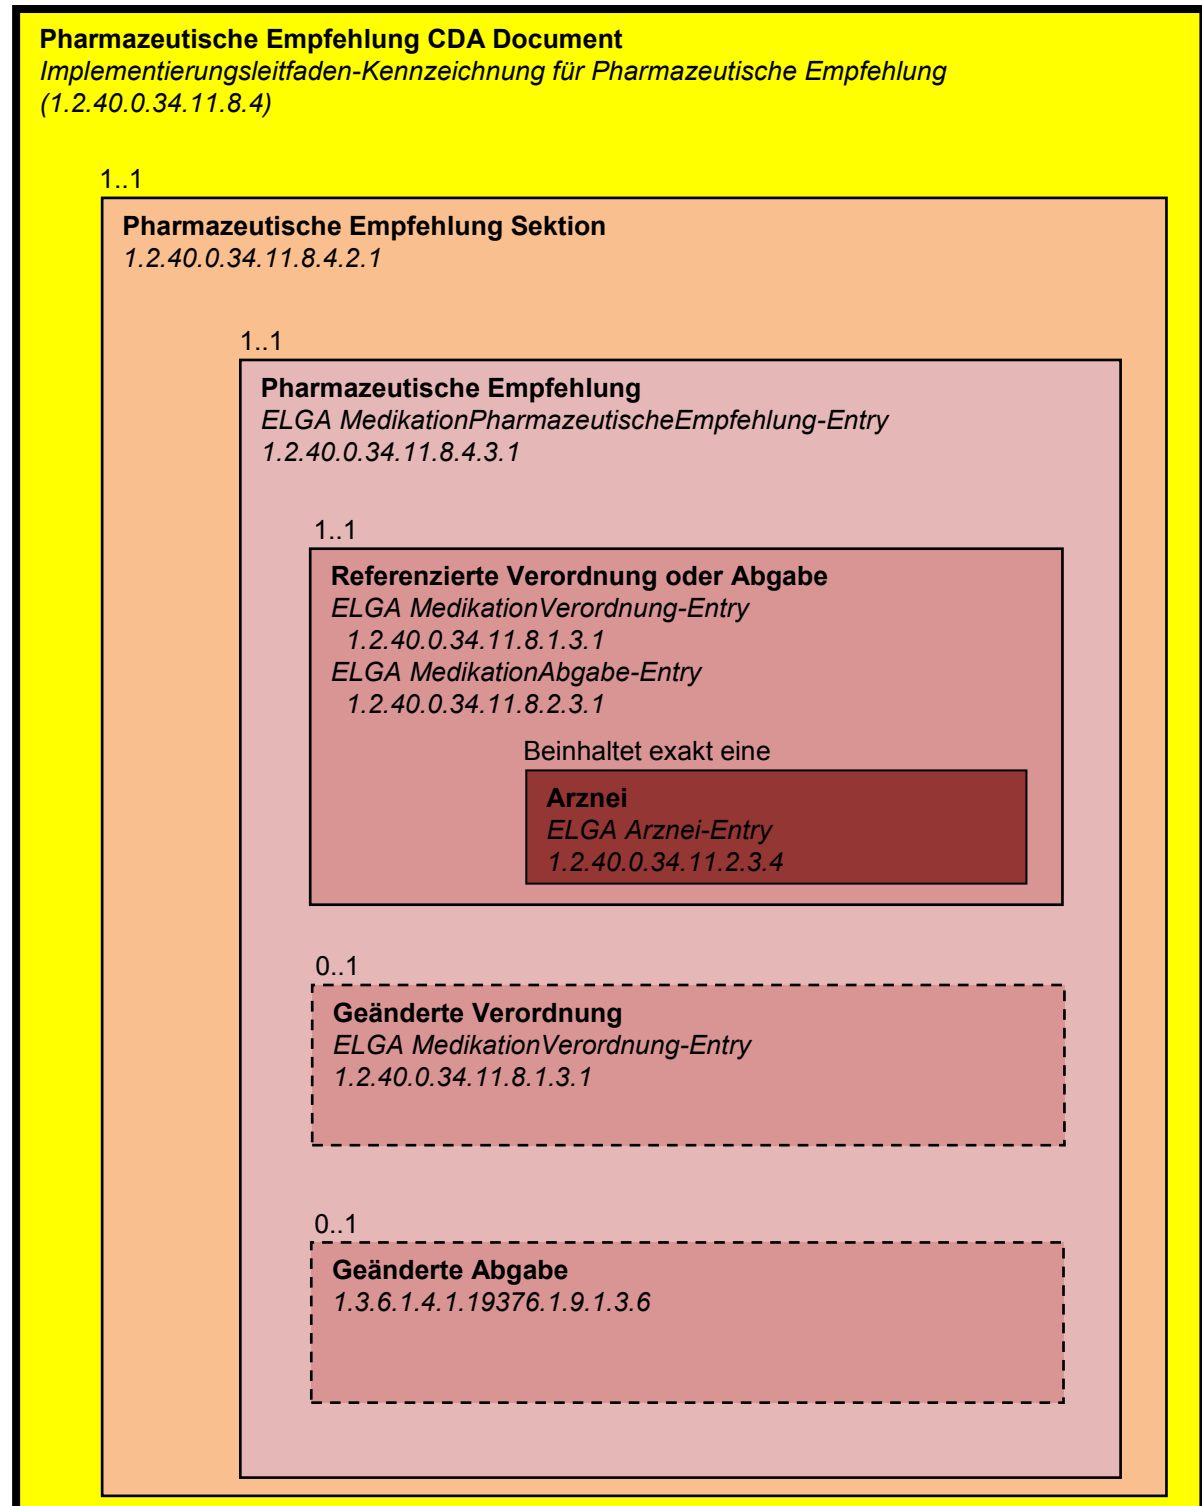 Pharmazeutische Empfehlung CDA Document
Implementierungsleitfaden-Kennzeichnung für Pharmazeutische Empfehlung
(1.2.40.0.34.11.8.4)
1..1
Pharmazeutische Empfehlung Sektion
1.2.40.0.34.11.8.4.2.1
1..1
Pharmazeutische Empfehlung
ELGA MedikationPharmazeutischeEmpfehlung-Entry
1.2.40.0.34.11.8.4.3.1
1..1
Referenzierte Verordnung oder Abgabe
ELGA MedikationVerordnung-Entry
1.2.40.0.34.11.8.1.3.1
ELGA MedikationAbgabe-Entry
1.2.40.0.34.11.8.2.3.1
Beinhaltet exakt eine
Arznei
ELGA Arznei-Entry
1.2.40.0.34.11.2.3.4
0..1
Geänderte Verordnung
ELGA MedikationVerordnung-Entry
1.2.40.0.34.11.8.1.3.1
0..1
Geänderte Abgabe
1.3.6.1.4.1.19376.1.9.1.3.6